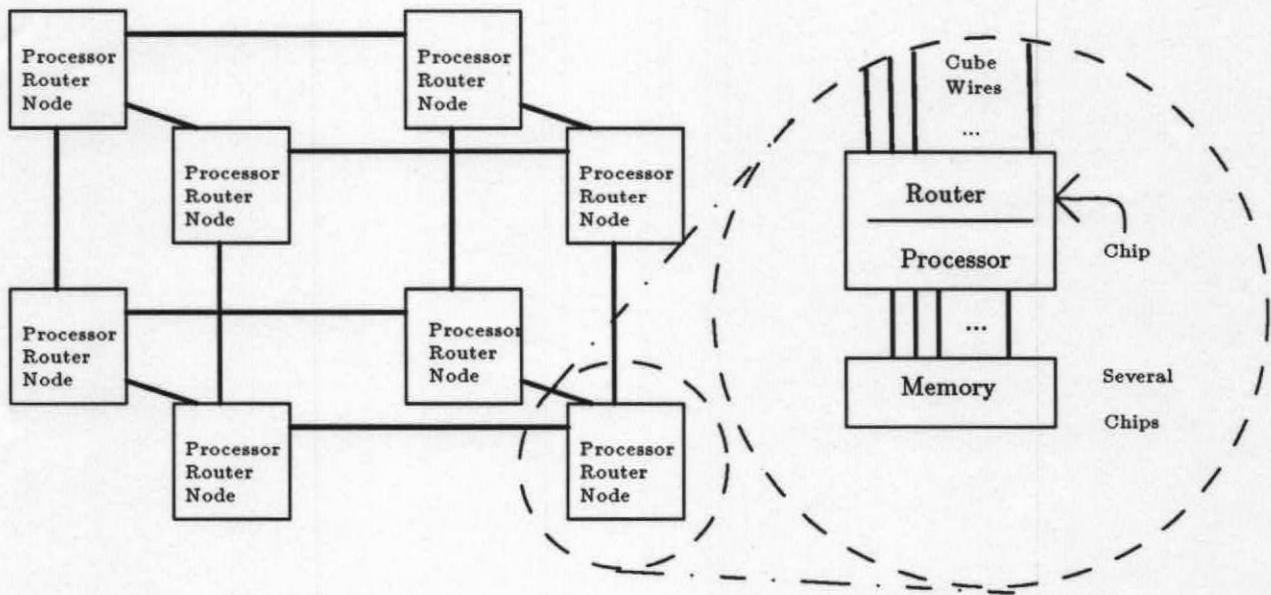 Processor
Router
Node
Processor
Router
Node
Processor
Router
Node
Processor
Router
Node
Processor
Router
Node
Processor
Router
Node
Processor
Router
Node
Processor
Router
Node
Cube
Wires
...
Router
Processor
Chip
...
Memory
Several
Chips